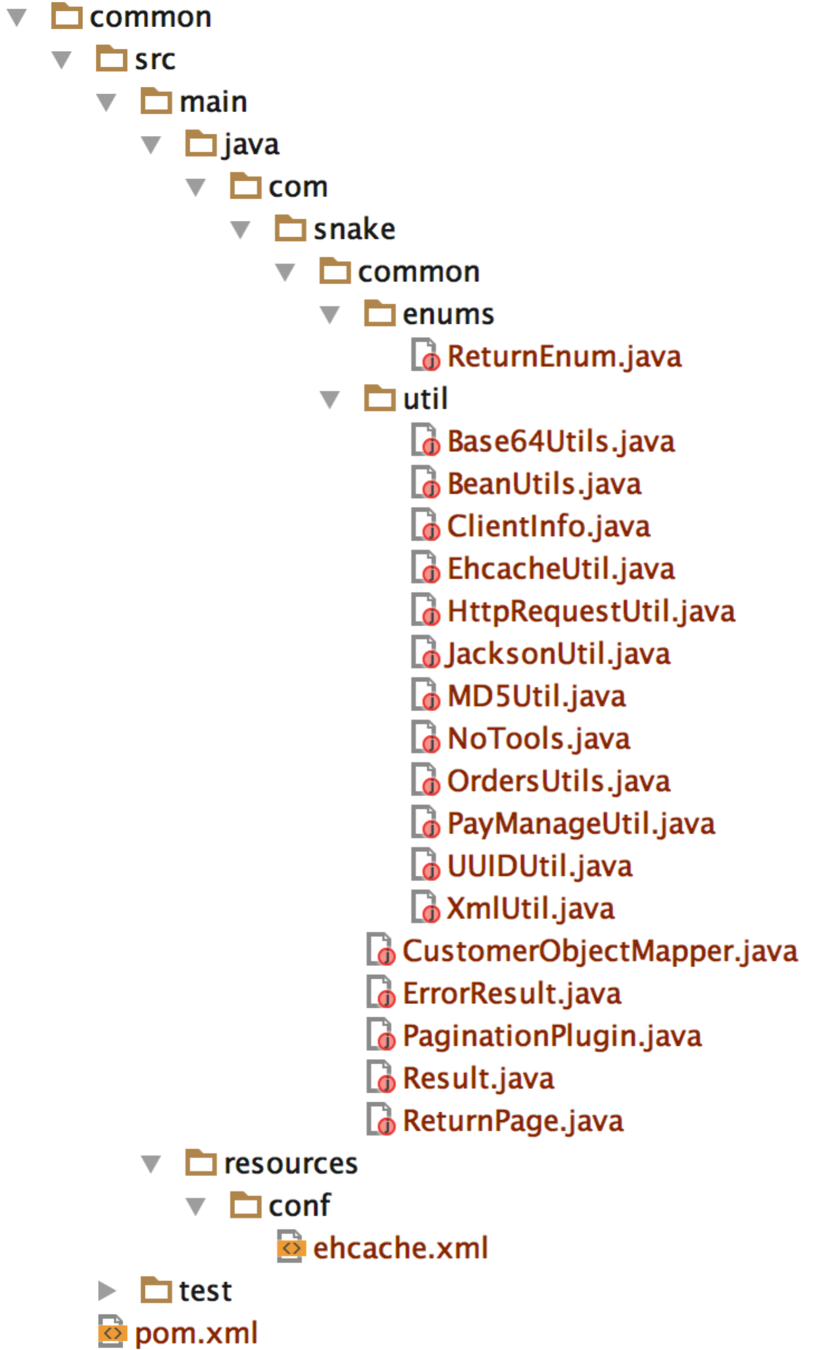 common
src
main
java
com
snake
common
enums
ReturnEnum.java
util
Base64Utils.java
BeanUtils.java
ClientInfo.java
EhcacheUtil.java
HttpRequestUtil.java
JacksonUtil.java
MD5Util.java
NoTools.java
OrdersUtils.java
PayManageUtil.java
UUIDUtil.java
XmlUtil.java
CustomerObjectMapper.java
ErrorResult.java
PaginationPlugin.java
Result.java
ReturnPage.java
resources
conf
ehcache.xml
test
pom.xml